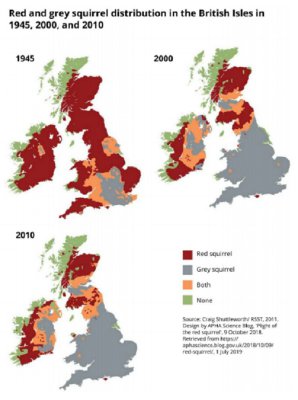 Red and grey squirrel distribution in the British Isles in
1945, 2000, and 2010
1945
2000
2010
Red squirrel
Grey squirrel
Both
None
Source: Craig Shuttleworth/ RSST, 2011.
Design by APHA Science Blog, 'Flight of
the red squirrel', 9 October 2018.
Retrieved from https://
aphascience.blog.gov.uk/2018/10/09/
red-squirrel/, 1 July 2019